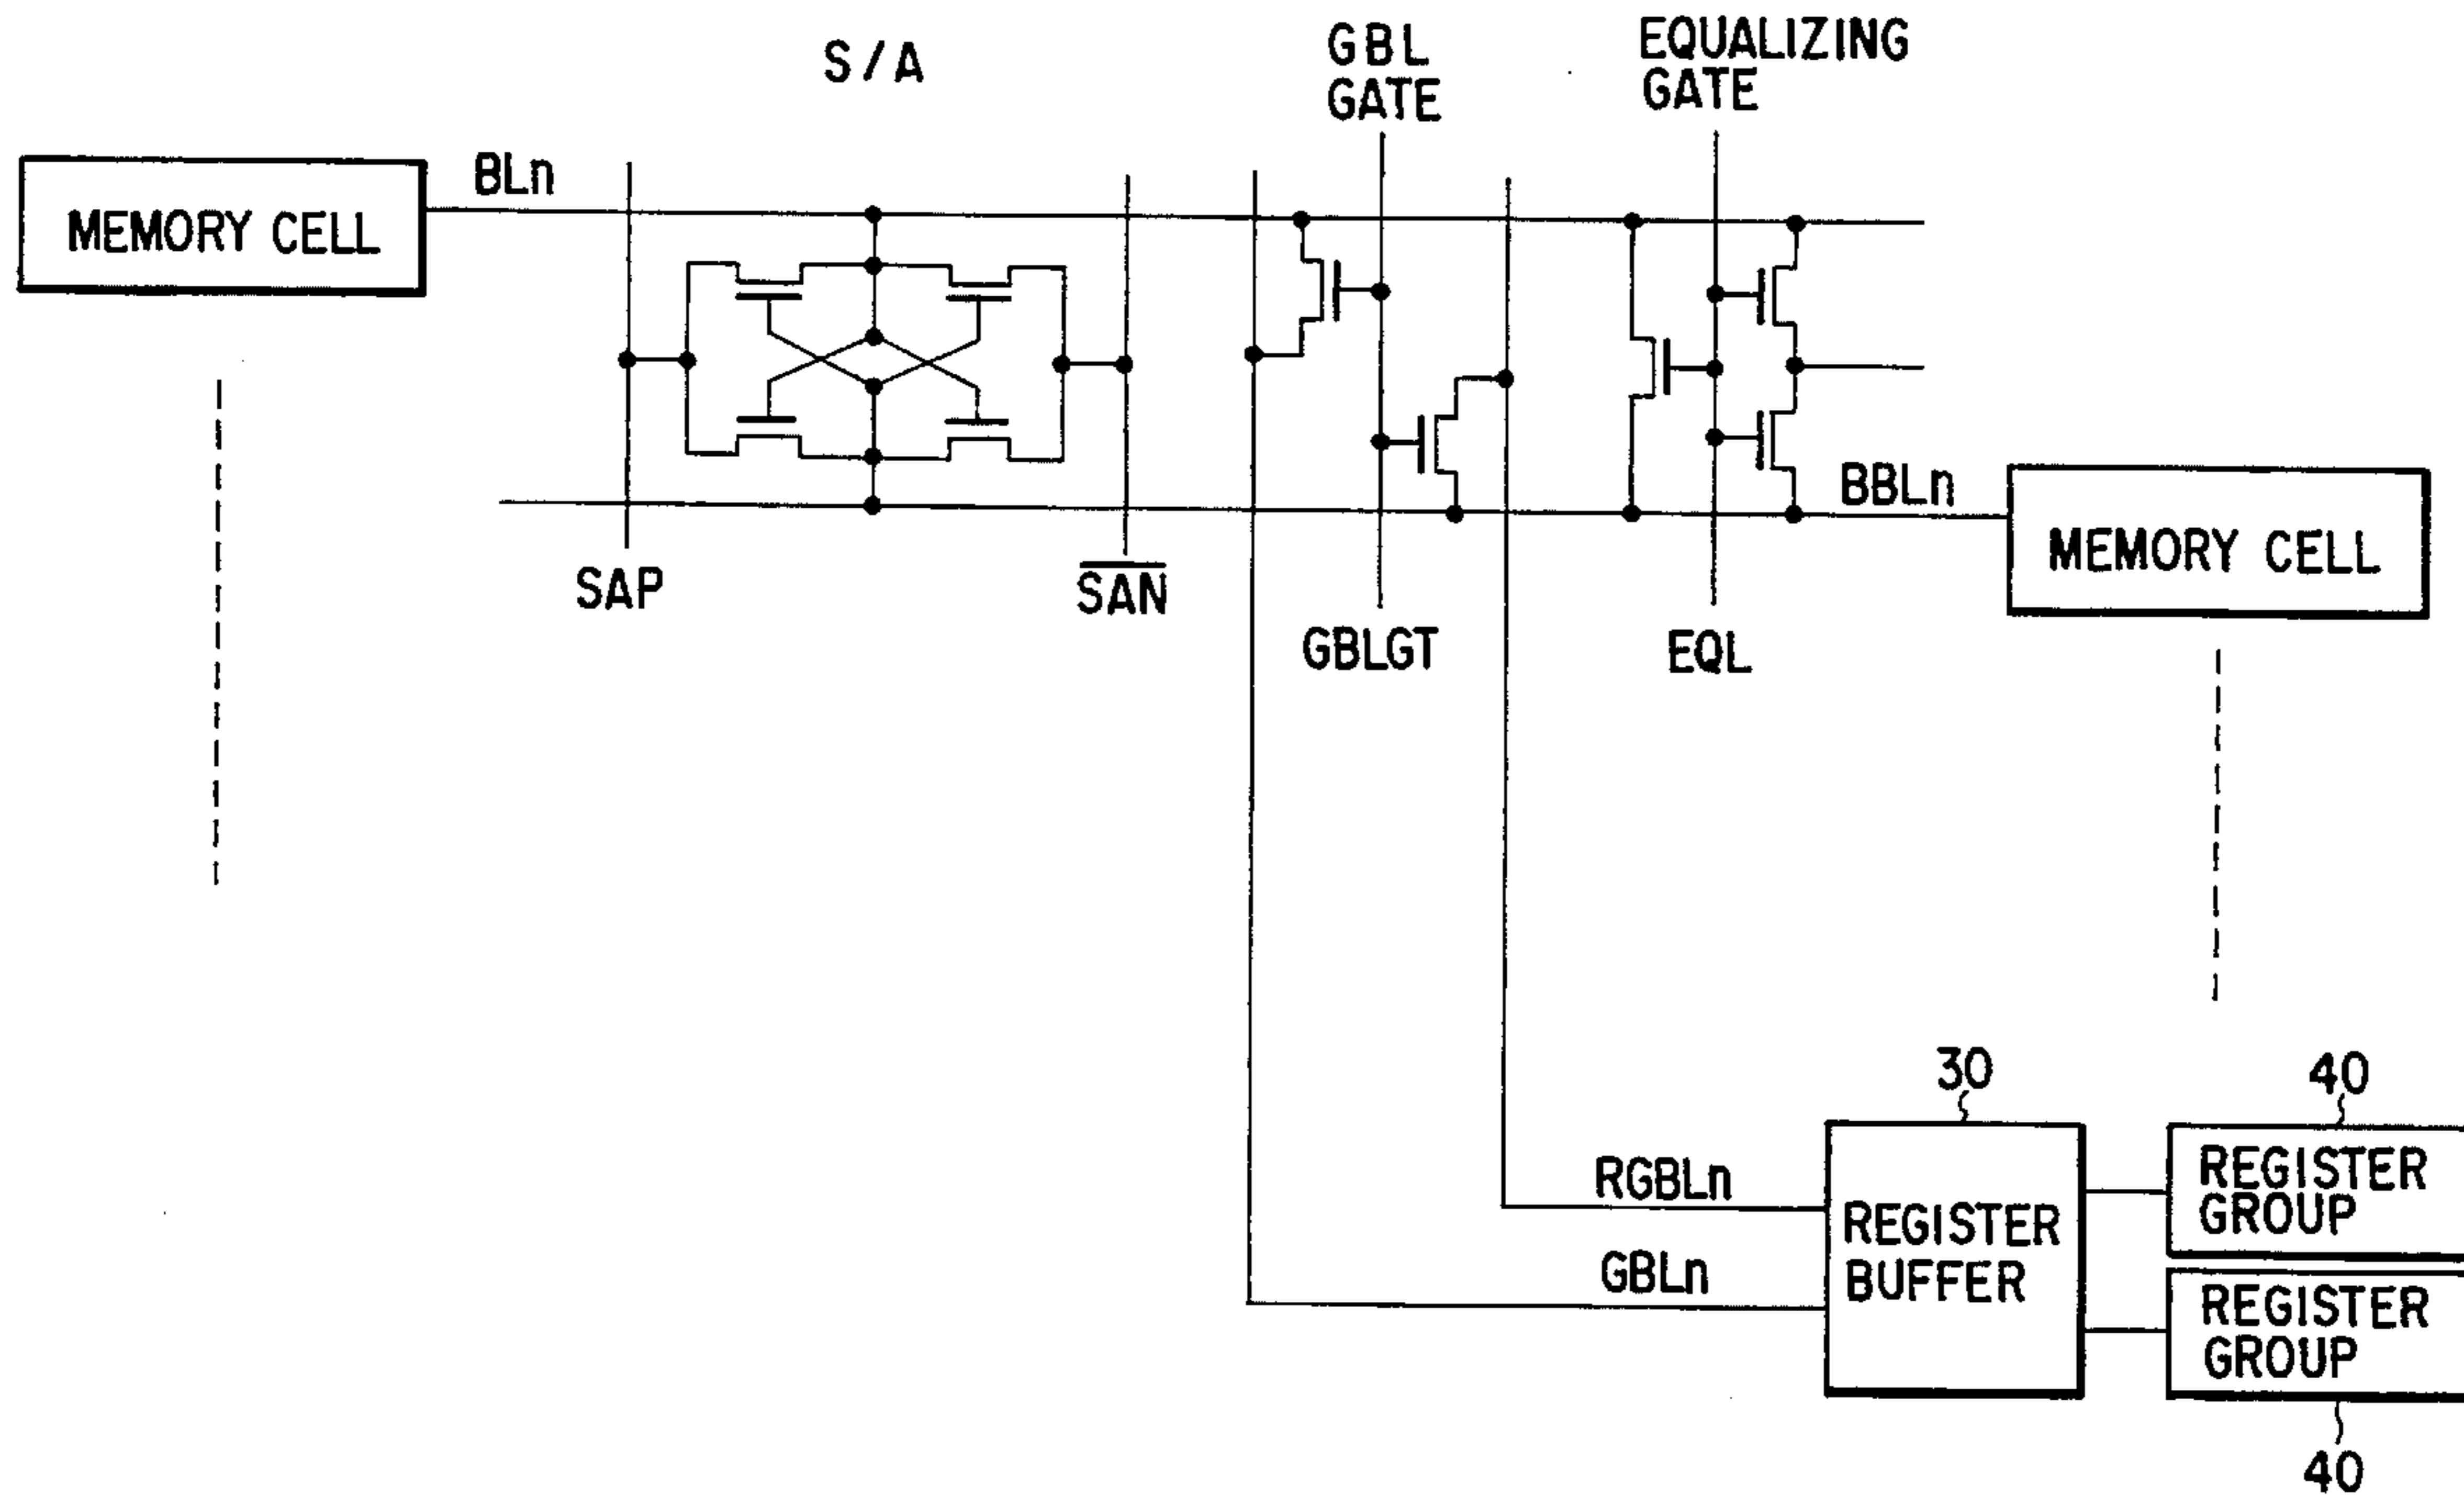 S/A
GBL
GATE
EQUALIZING
GATE
BLn
MEMORY CELL
BBLn
MEMORY CELL
SAP
SAN
GBLGT
EQL
30
40
RGBLn
REGISTER
GROUP
REGISTER
BUFFER
GBLn
REGISTER
GROUP
40